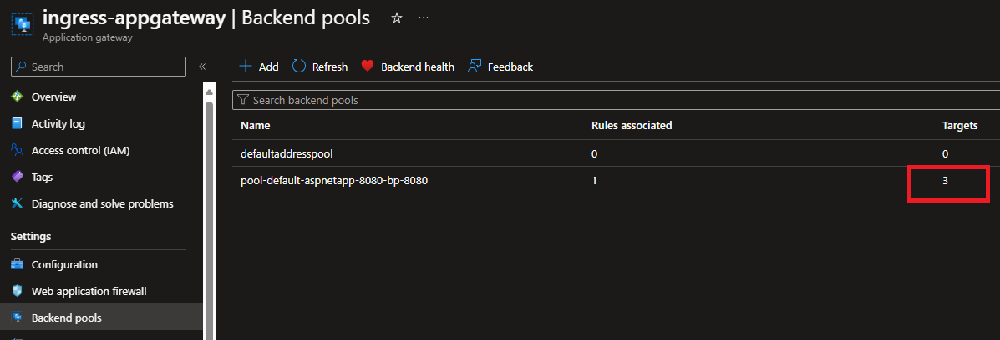 ingress-appgateway | Backend pools
Application gateway
Search
Overview
Activity log
Access control (IAM)
Tags
Diagnose and solve problems
Settings
Configuration
Web application firewall
Backend pools
Add Refresh Backend health Feedback
Search backend pools
Name Rules associated Targets
defaultaddresspool 0 0
pool-default-aspnetapp-8080-bp-8080 1 3